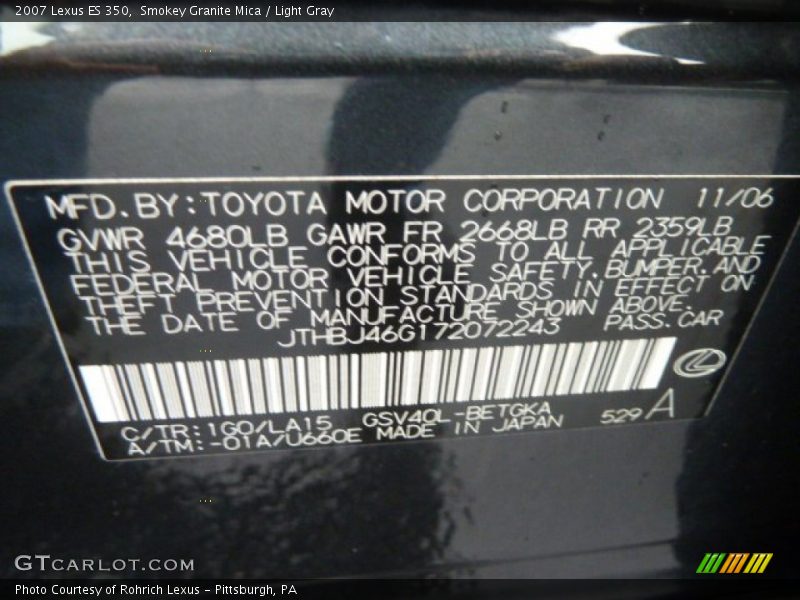 2007 Lexus ES 350,  Smokey Granite Mica / Light Gray
MFD.BY:TOYOTA MOTOR CORPORATION 11/06
GVWR 4680LB GAWR FR 2668LB RR 2359LB
THIS VEHICLE CONFORMS TO ALL APPLICABLE
FEDERAL MOTOR VEHICLE SAFETY,BUMPER,AND
THEFT PREVENTION STANDARDS IN EFFECT ON
THE DATE OF MANUFACTURE SHOWN ABOVE.
JTHBJ46G172072243 PASS.CAR
C/TR:1G0/LA15 GSV40L-BETGKA
A/TM:-01A/U660E MADE IN JAPAN 529 A
GTCARLOT.COM
Photo Courtesy of Rohrich Lexus - Pittsburgh, PA